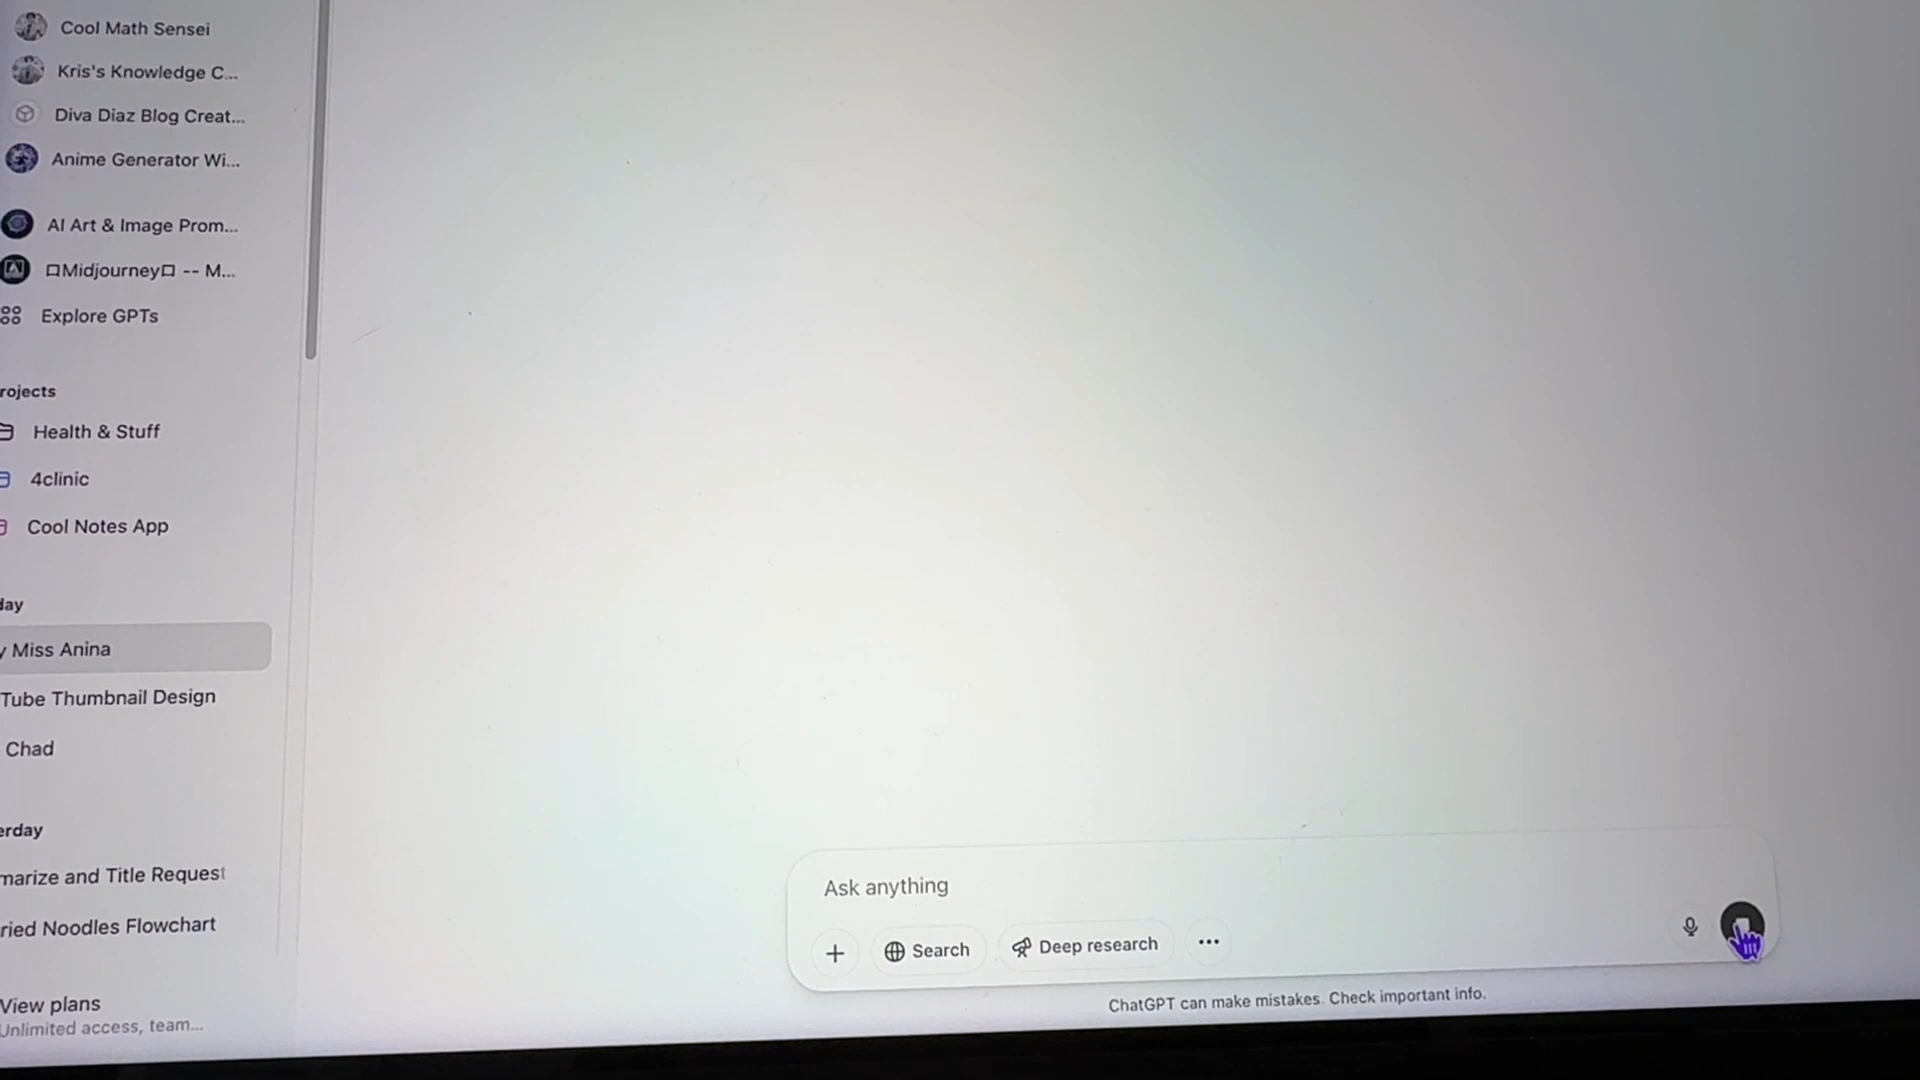 Cool Math Sensei
Kris's Knowledge C...
Diva Diaz Blog Creat...
Anime Generator Wi...
AI Art & Image Prom...
☐Midjourney☐ -- M...
Explore GPTs
rojects
Health & Stuff
4clinic
Cool Notes App
day
y Miss Anina
Tube Thumbnail Design
Chad
erday
marize and Title Request
ried Noodles Flowchart
View plans
Unlimited access, team...
Ask anything
Search
Deep research
ChatGPT can make mistakes. Check important info.